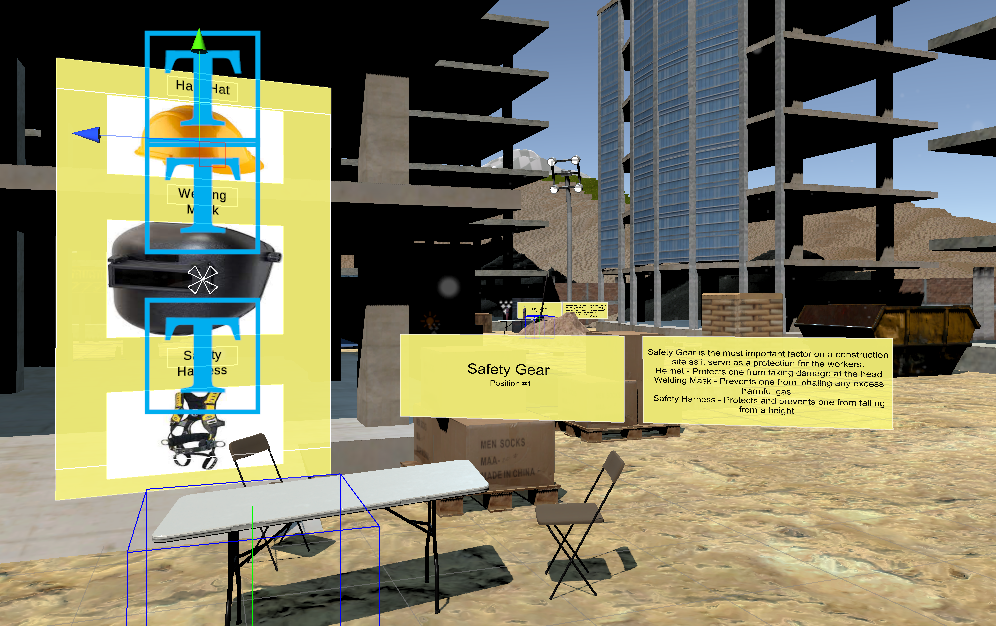 Hard Hat
Welding
Mask
Safety
Harness
Safety Gear
Position #1
Safety Gear is the most important factor on a construction
site as it serve as a protection for the workers.
Helmet - Protects one from taking damage at the head
Welding Mask - Prevents one from inhaling any excess
harmful gas
Safety Harness - Protects and prevents one from falling
from a height
MEN SOCKS
MAA
MADE IN CHINA